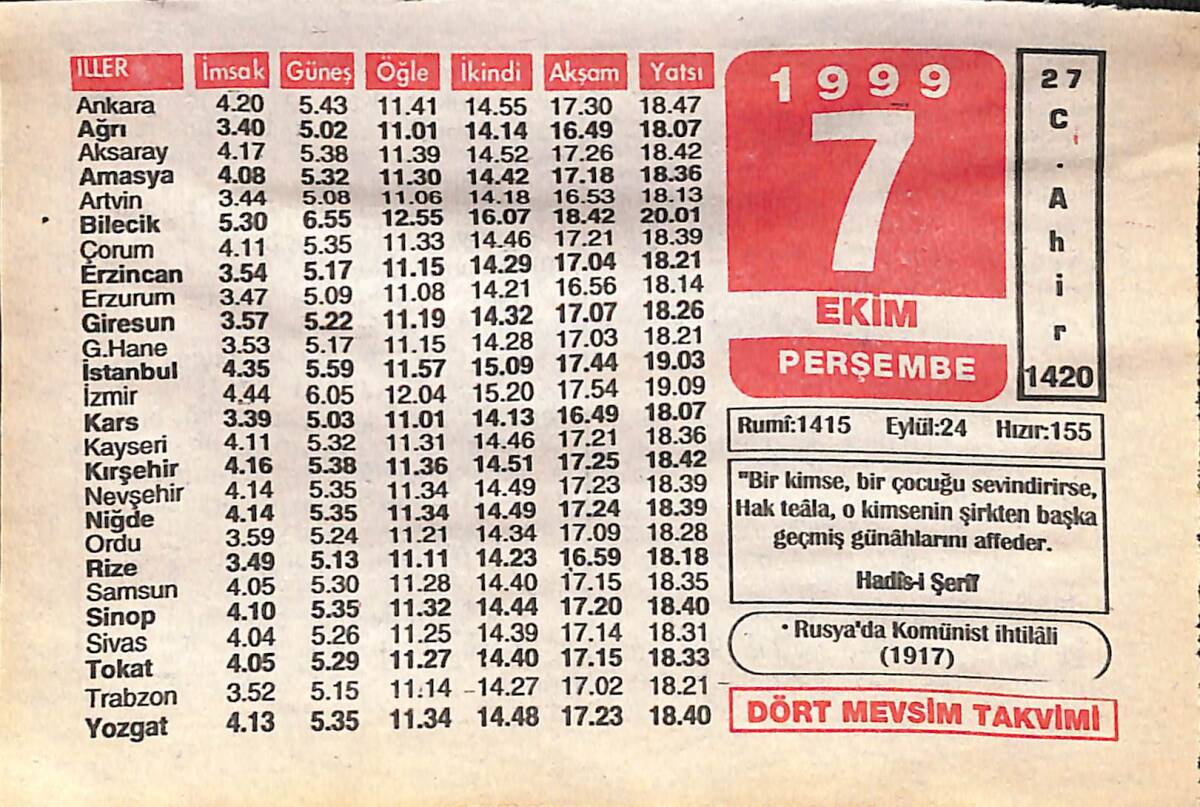 İLLER İmsak Güneş Öğle İkindi Akşam Yatsı
Ankara 4.20 5.43 11.41 14.55 17.30 18.47
Ağrı 3.40 5.02 11.01 14.14 16.49 18.07
Aksaray 4.17 5.38 11.39 14.52 17.26 18.42
Amasya 4.08 5.32 11.30 14.42 17.18 18.36
Artvin 3.44 5.08 11.06 14.18 16.53 18.13
Bilecik 5.30 6.55 12.55 16.07 18.42 20.01
Çorum 4.11 5.35 11.33 14.46 17.21 18.39
Erzincan 3.54 5.17 11.15 14.29 17.04 18.21
Erzurum 3.47 5.09 11.08 14.21 16.56 18.14
Giresun 3.57 5.22 11.19 14.32 17.07 18.26
G.Hane 3.53 5.17 11.15 14.28 17.03 18.21
İstanbul 4.35 5.59 11.57 15.09 17.44 19.03
İzmir 4.44 6.05 12.04 15.20 17.54 19.09
Kars 3.39 5.03 11.01 14.13 16.49 18.07
Kayseri 4.11 5.32 11.31 14.46 17.21 18.36
Kırşehir 4.16 5.38 11.36 14.51 17.25 18.42
Nevşehir 4.14 5.35 11.34 14.49 17.23 18.39
Niğde 4.14 5.35 11.34 14.49 17.24 18.39
Ordu 3.59 5.24 11.21 14.34 17.09 18.28
Rize 3.49 5.13 11.11 14.23 16.59 18.18
Samsun 4.05 5.30 11.28 14.40 17.15 18.35
Sinop 4.10 5.35 11.32 14.44 17.20 18.40
Sivas 4.04 5.26 11.25 14.39 17.14 18.31
Tokat 4.05 5.29 11.27 14.40 17.15 18.33
Trabzon 3.52 5.15 11.14 14.27 17.02 18.21
Yozgat 4.13 5.35 11.34 14.48 17.23 18.40
1999
7
EKİM
PERŞEMBE
27
C.Ahir
1420
Rumî:1415 Eylül:24 Hızır:155
"Bir kimse, bir çocuğu sevindirirse,
Hak teâla, o kimsenin şirkten başka
geçmiş günâhlarını affeder.
Hadîs-i Şerîf
• Rusya'da Komünist ihtilâli
(1917)
DÖRT MEVSİM TAKVİMİ